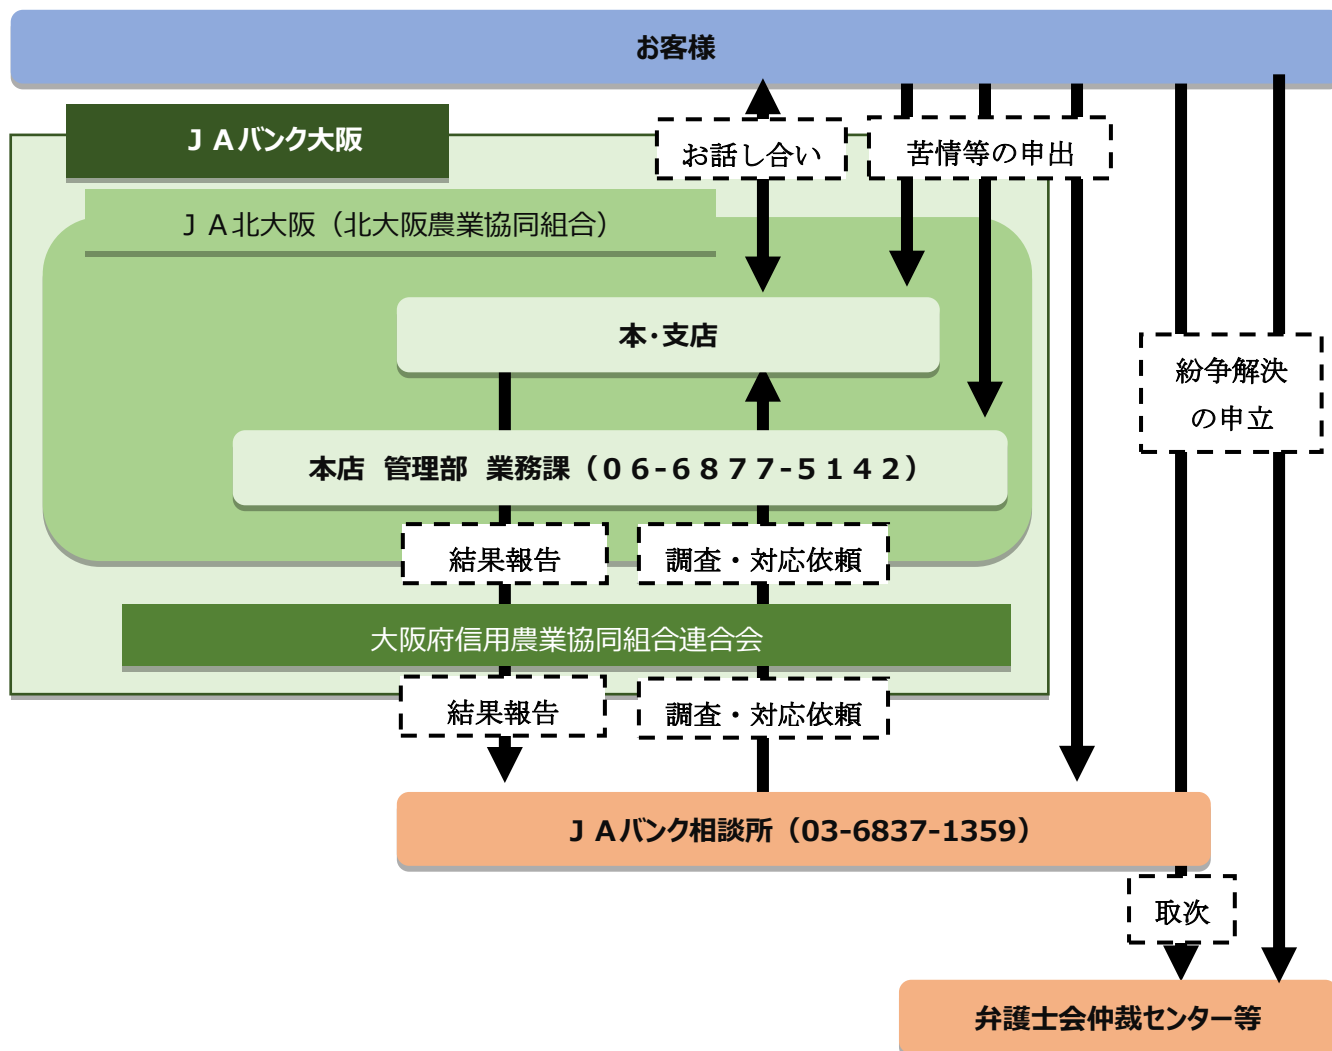 お客様
ＪＡバンク大阪
お話し合い
苦情等の申出
ＪＡ北大阪（北大阪農業協同組合）
本・支店
紛争解決
の申立
本店 管理部 業務課（０６-６８７７-５１４２）
結果報告
調査・対応依頼
大阪府信用農業協同組合連合会
結果報告
調査・対応依頼
ＪＡバンク相談所（03-6837-1359）
取次
弁護士会仲裁センター等